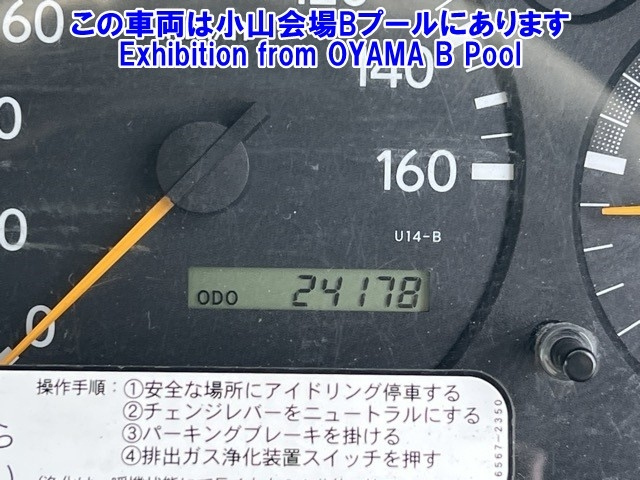 この車両は小山会場Bプールにあります
Exhibition from OYAMA B Pool
60
120
140
160
U14-B
ODO 24178
0
操作手順：①安全な場所にアイドリング停車する
②チェンジレバーをニュートラルにする
③パーキングブレーキを掛ける
④排出ガス浄化装置スイッチを押す
6567-2350